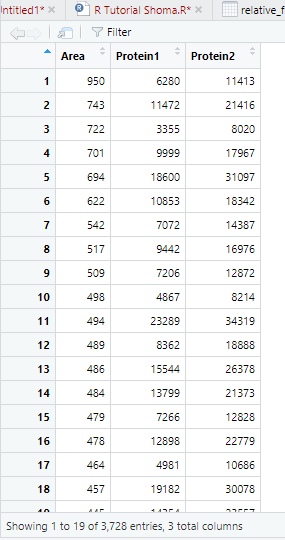 ntitled1* × R Tutorial Shoma.R* × relative_f
Filter
Area Protein1 Protein2
1 950 6280 11413
2 743 11472 21416
3 722 3355 8020
4 701 9999 17967
5 694 18600 31097
6 622 10853 18342
7 542 7072 14387
8 517 9442 16976
9 509 7206 12872
10 498 4867 8214
11 494 23289 34319
12 489 8362 18888
13 486 15544 26378
14 484 13799 21373
15 479 7266 12828
16 478 12898 22779
17 464 4981 10686
18 457 19182 30078
Showing 1 to 19 of 3,728 entries, 3 total columns